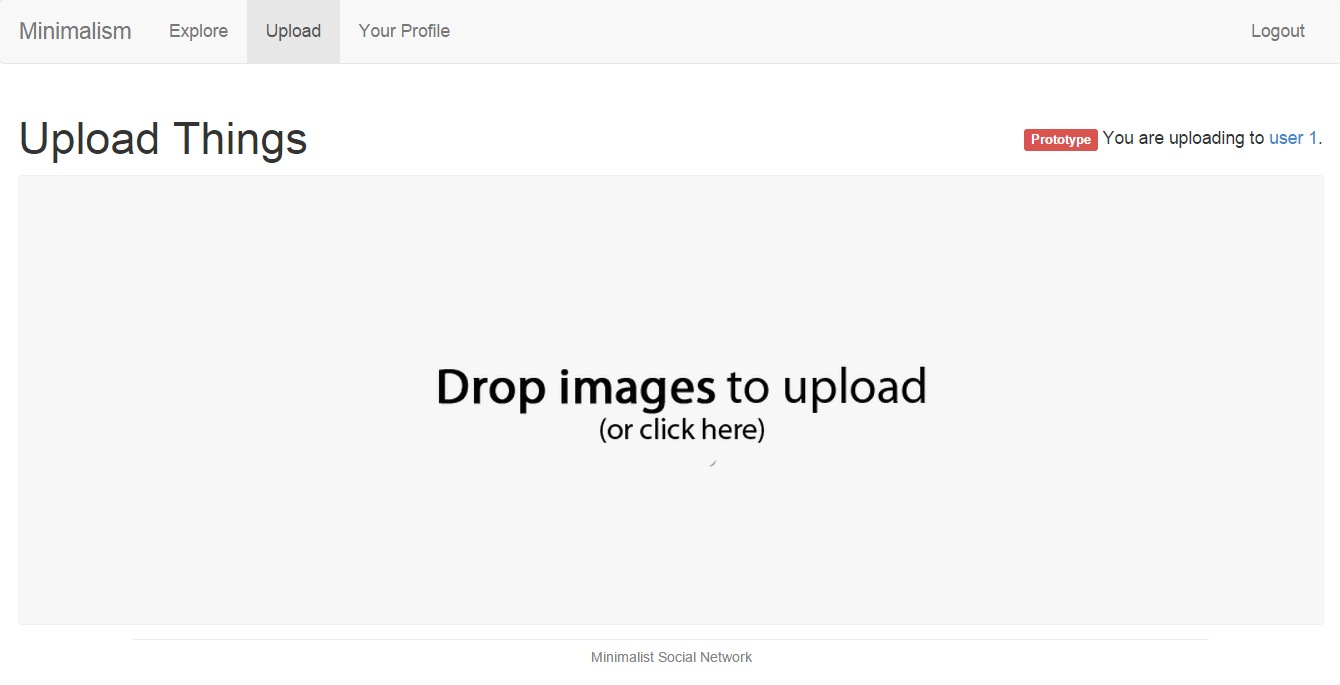 Minimalism Explore Upload Your Profile Logout
Upload Things
Prototype You are uploading to user 1.
Drop images to upload
(or click here)
Minimalist Social Network